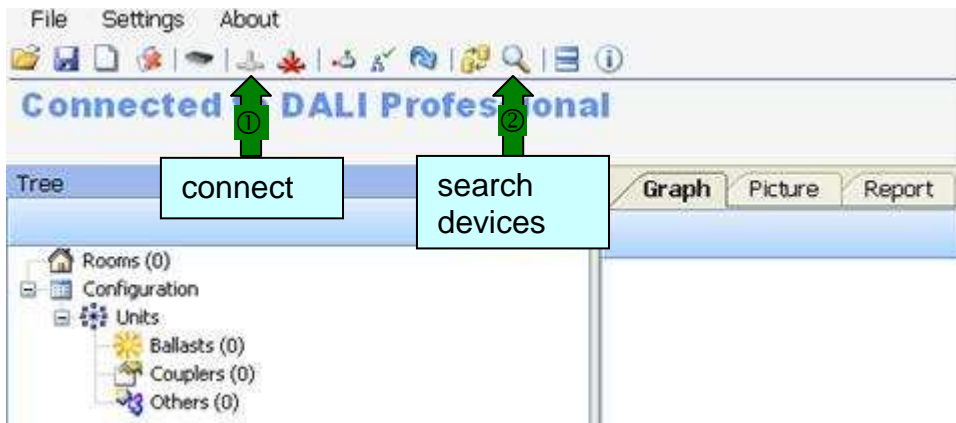 File Settings About
Connected to DALI Professional
① ②
connect
search
devices
Tree
Graph Picture Report
Rooms (0)
Configuration
Units
Ballasts (0)
Couplers (0)
Others (0)